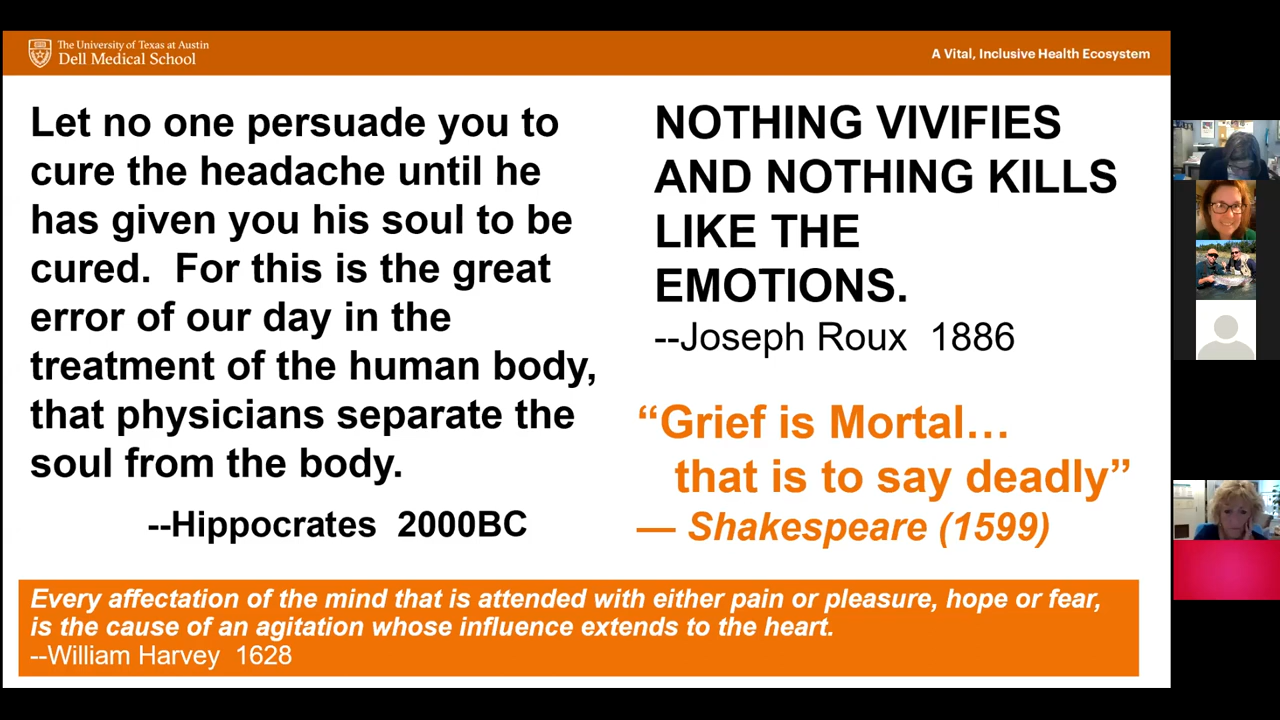 The University of Texas at Austin
Dell Medical School
A Vital, Inclusive Health Ecosystem
Let no one persuade you to
cure the headache until he
has given you his soul to be
cured.  For this is the great
error of our day in the
treatment of the human body,
that physicians separate the
soul from the body.
--Hippocrates  2000BC
NOTHING VIVIFIES
AND NOTHING KILLS
LIKE THE
EMOTIONS.
--Joseph Roux  1886
“Grief is Mortal…
that is to say deadly”
— Shakespeare (1599)
Every affectation of the mind that is attended with either pain or pleasure, hope or fear,
is the cause of an agitation whose influence extends to the heart.
--William Harvey  1628